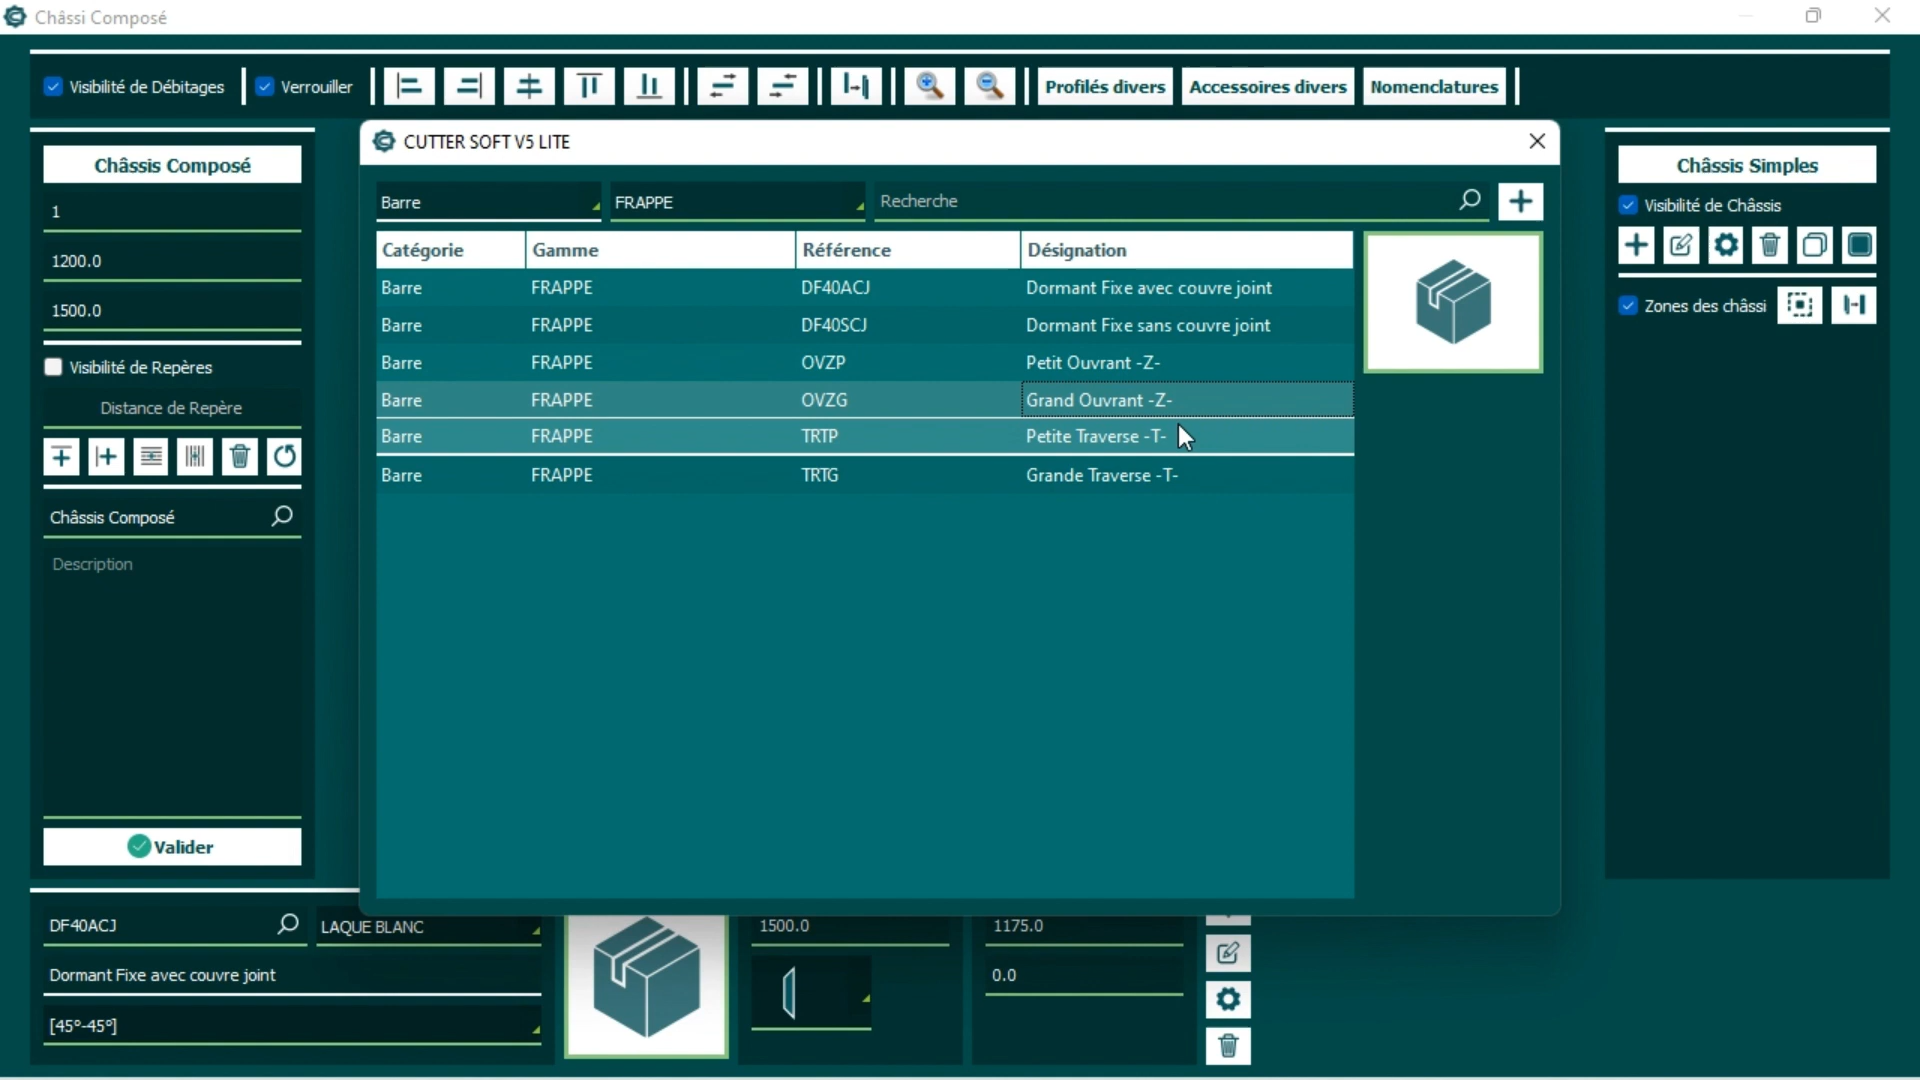 Châssi Composé
Visibilité de Débitages
Verrouiller
Profilés divers
Accessoires divers
Nomenclatures
Châssis Composé
1
1200.0
1500.0
Visibilité de Repères
Distance de Repère
Châssis Composé
Description
Valider
CUTTER SOFT V5 LITE
Barre
FRAPPE
Recherche
Catégorie Gamme Référence Désignation
Barre FRAPPE DF40ACJ Dormant Fixe avec couvre joint
Barre FRAPPE DF40SCJ Dormant Fixe sans couvre joint
Barre FRAPPE OVZP Petit Ouvrant -Z-
Barre FRAPPE OVZG Grand Ouvrant -Z-
Barre FRAPPE TRTP Petite Traverse -T-
Barre FRAPPE TRTG Grande Traverse -T-
Châssis Simples
Visibilité de Châssis
Zones des châssi
DF40ACJ
LAQUE BLANC
Dormant Fixe avec couvre joint
[45°-45°]
1500.0
1175.0
0.0